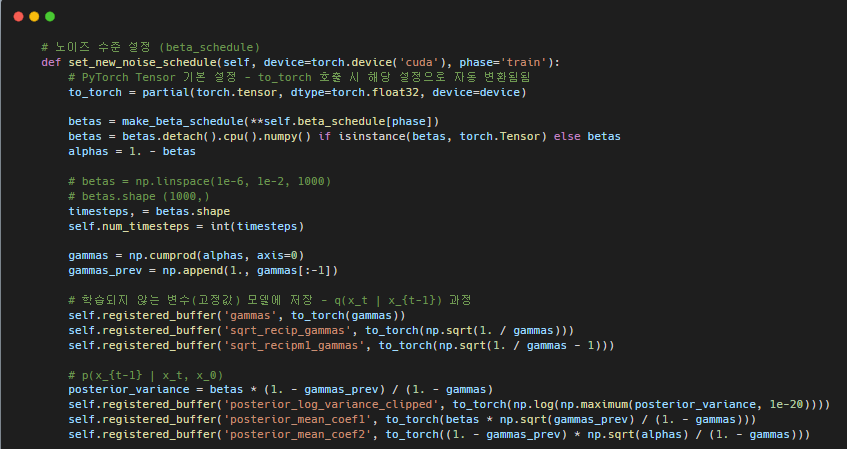 # 노이즈 수준 설정 (beta_schedule)
def set_new_noise_schedule(self, device=torch.device('cuda'), phase='train'):
# PyTorch Tensor 기본 설정 - to_torch 호출 시 해당 설정으로 자동 변환됨됨
to_torch = partial(torch.tensor, dtype=torch.float32, device=device)
betas = make_beta_schedule(**self.beta_schedule[phase])
betas = betas.detach().cpu().numpy() if isinstance(betas, torch.Tensor) else betas
alphas = 1. - betas
# betas = np.linspace(1e-6, 1e-2, 1000)
# betas.shape (1000,)
timesteps, = betas.shape
self.num_timesteps = int(timesteps)
gammas = np.cumprod(alphas, axis=0)
gammas_prev = np.append(1., gammas[:-1])
# 학습되지 않는 변수(고정값) 모델에 저장 - q(x_t | x_{t-1}) 과정
self.registered_buffer('gammas', to_torch(gammas))
self.registered_buffer('sqrt_recip_gammas', to_torch(np.sqrt(1. / gammas)))
self.registered_buffer('sqrt_recipm1_gammas', to_torch(np.sqrt(1. / gammas - 1)))
# p(x_{t-1} | x_t, x_0)
posterior_variance = betas * (1. - gammas_prev) / (1. - gammas)
self.registered_buffer('posterior_log_variance_clipped', to_torch(np.log(np.maximum(posterior_variance, 1e-20))))
self.registered_buffer('posterior_mean_coef1', to_torch(betas * np.sqrt(gammas_prev) / (1. - gammas)))
self.registered_buffer('posterior_mean_coef2', to_torch((1. - gammas_prev) * np.sqrt(alphas) / (1. - gammas)))